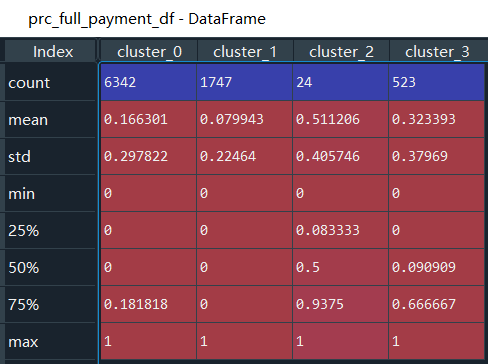 prc_full_payment_df - DataFrame
Index cluster_0 cluster_1 cluster_2 cluster_3
count 6342 1747 24 523
mean 0.166301 0.079943 0.511206 0.323393
std 0.297822 0.22464 0.405746 0.37969
min 0 0 0 0
25% 0 0 0.083333 0
50% 0 0 0.5 0.090909
75% 0.181818 0 0.9375 0.666667
max 1 1 1 1